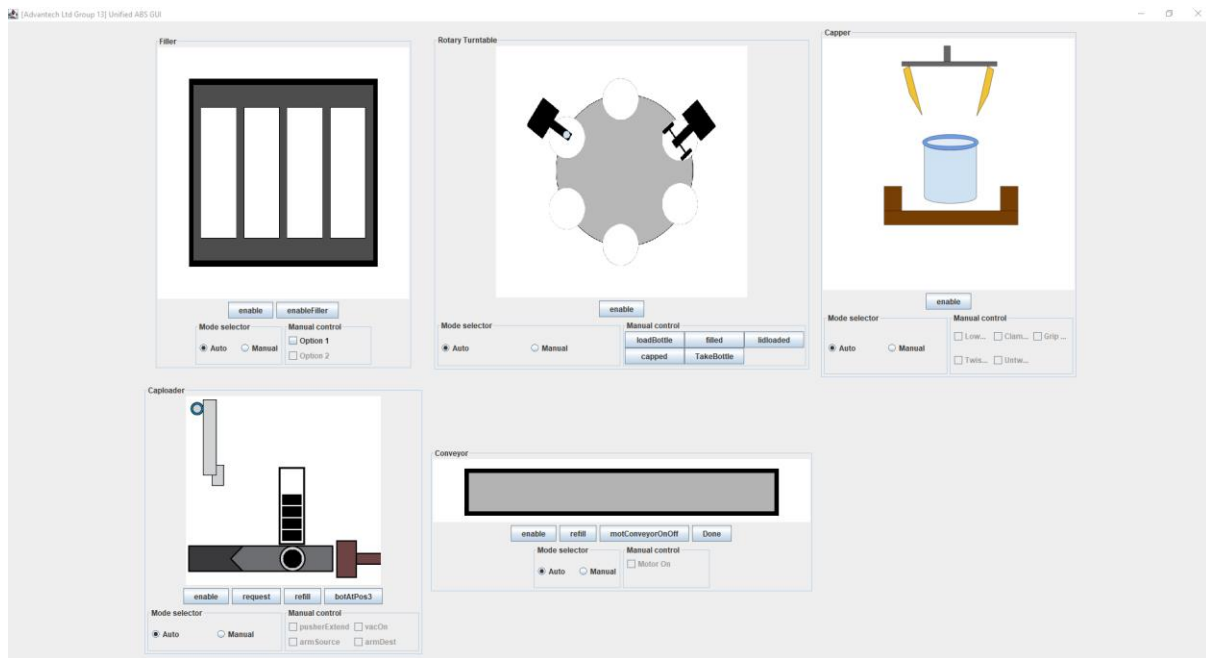 [Advantech Ltd Group 13] Unified ABS GUI
Filler
enable enableFiller
Mode selector Manual control
Auto Manual Option 1
Option 2
Rotary Turntable
enable
Mode selector Manual control
Auto Manual loadBottle filled lidloaded
capped TakeBottle
Capper
enable
Mode selector Manual control
Auto Manual Low... Clam... Grip ...
Twis... Untw...
Caploader
enable request refill botAtPos3
Mode selector Manual control
Auto Manual pusherExtend vacOn
armSource armDest
Conveyor
enable refill motConveyorOnOff Done
Mode selector Manual control
Auto Manual Motor On